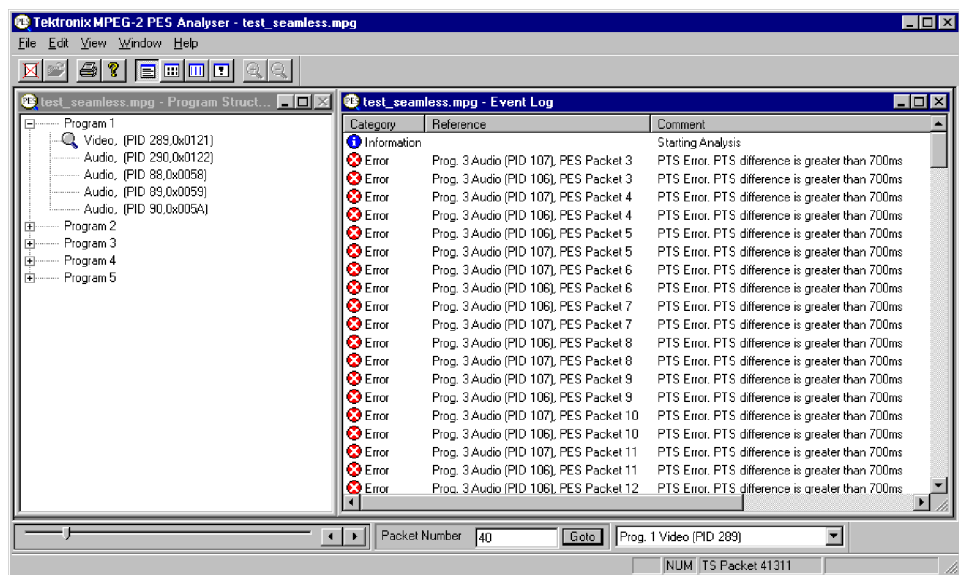 Tektronix MPEG-2 PES Analyser - test_seamless.mpg
File Edit View Window Help
test_seamless.mpg - Program Struct...
Program 1
Video, (PID 289,0x0121)
Audio, (PID 290,0x0122)
Audio, (PID 88,0x0058)
Audio, (PID 89,0x0059)
Audio, (PID 90,0x005A)
Program 2
Program 3
Program 4
Program 5
test_seamless.mpg - Event Log
Category Reference Comment
Information Starting Analysis
Error Prog. 3 Audio (PID 107), PES Packet 3 PTS Error. PTS difference is greater than 700ms
Error Prog. 3 Audio (PID 106), PES Packet 3 PTS Error. PTS difference is greater than 700ms
Error Prog. 3 Audio (PID 107), PES Packet 4 PTS Error. PTS difference is greater than 700ms
Error Prog. 3 Audio (PID 106), PES Packet 4 PTS Error. PTS difference is greater than 700ms
Error Prog. 3 Audio (PID 106), PES Packet 5 PTS Error. PTS difference is greater than 700ms
Error Prog. 3 Audio (PID 107), PES Packet 5 PTS Error. PTS difference is greater than 700ms
Error Prog. 3 Audio (PID 107), PES Packet 6 PTS Error. PTS difference is greater than 700ms
Error Prog. 3 Audio (PID 106), PES Packet 6 PTS Error. PTS difference is greater than 700ms
Error Prog. 3 Audio (PID 106), PES Packet 7 PTS Error. PTS difference is greater than 700ms
Error Prog. 3 Audio (PID 107), PES Packet 7 PTS Error. PTS difference is greater than 700ms
Error Prog. 3 Audio (PID 106), PES Packet 8 PTS Error. PTS difference is greater than 700ms
Error Prog. 3 Audio (PID 107), PES Packet 8 PTS Error. PTS difference is greater than 700ms
Error Prog. 3 Audio (PID 107), PES Packet 9 PTS Error. PTS difference is greater than 700ms
Error Prog. 3 Audio (PID 106), PES Packet 9 PTS Error. PTS difference is greater than 700ms
Error Prog. 3 Audio (PID 107), PES Packet 10 PTS Error. PTS difference is greater than 700ms
Error Prog. 3 Audio (PID 106), PES Packet 10 PTS Error. PTS difference is greater than 700ms
Error Prog. 3 Audio (PID 107), PES Packet 11 PTS Error. PTS difference is greater than 700ms
Error Prog. 3 Audio (PID 106), PES Packet 11 PTS Error. PTS difference is greater than 700ms
Error Prog. 3 Audio (PID 106), PES Packet 12 PTS Error. PTS difference is greater than 700ms
Packet Number 40 Goto Prog. 1 Video (PID 289)
NUM TS Packet 41311